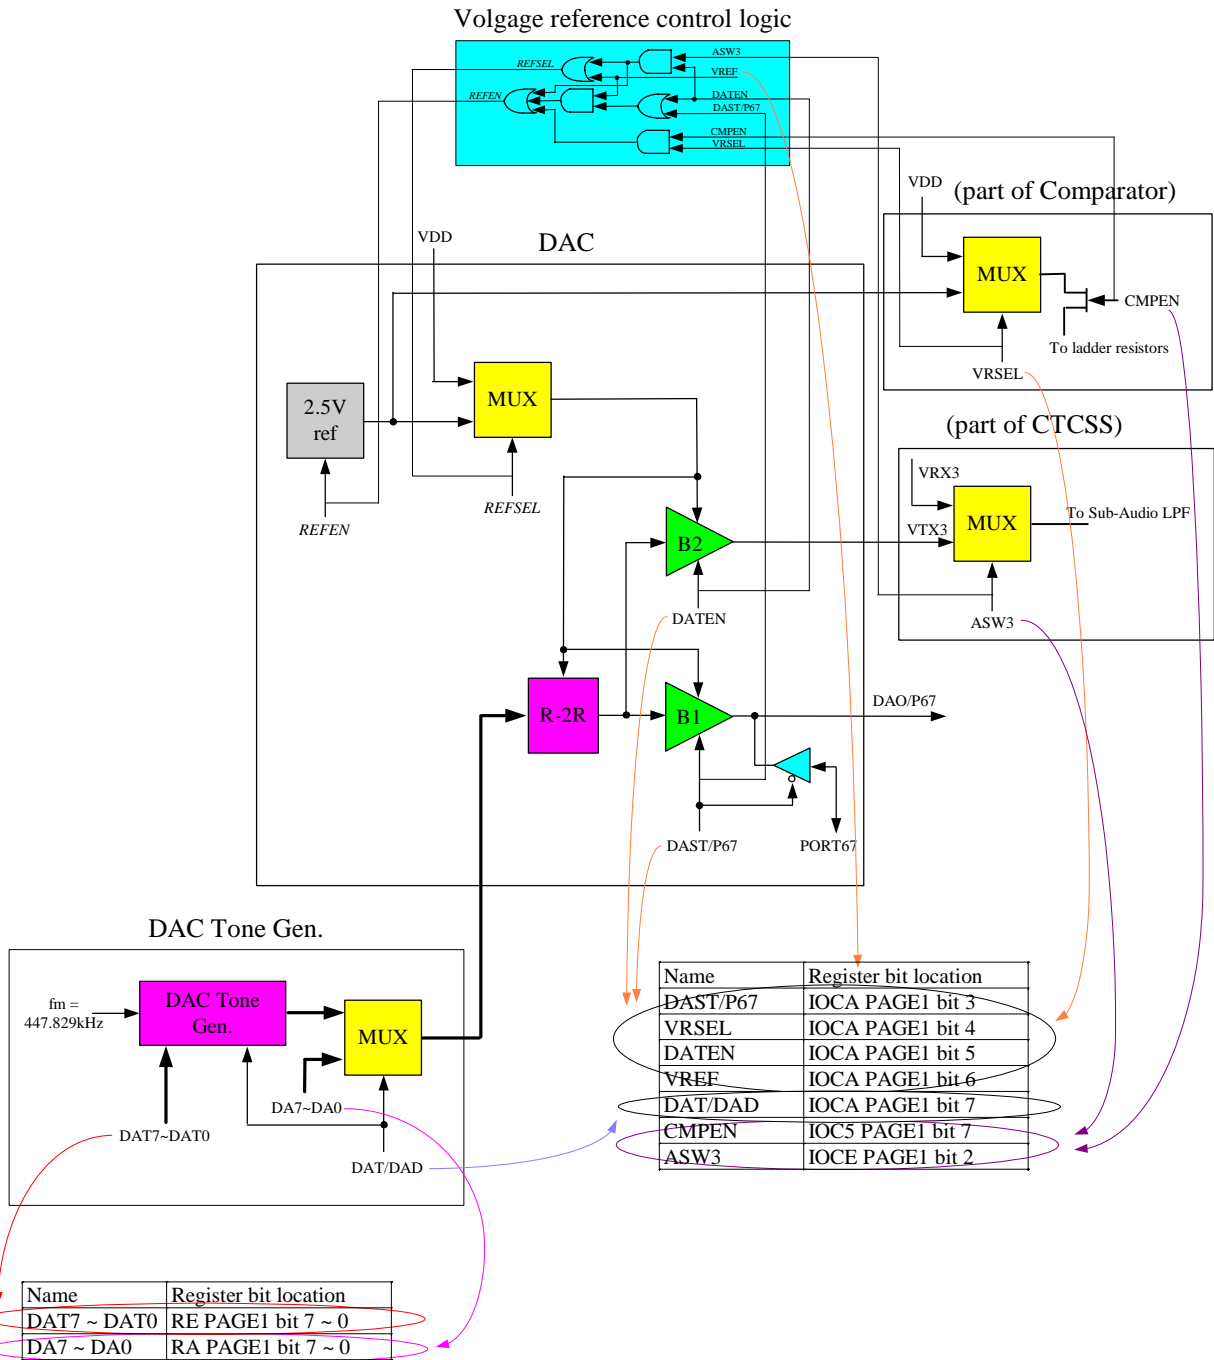 Volgage reference control logic
ASW3
REFSEL
VREF
REFEN
DATEN
DAST/P67
CMPEN
VRSEL
VDD
(part of Comparator)
VDD
DAC
MUX
CMPEN
To ladder resistors
VRSEL
2.5V
ref
MUX
REFEN
REFSEL
(part of CTCSS)
VRX3
To Sub-Audio LPF
VTX3
MUX
B2
DATEN
ASW3
R-2R
B1
DAO/P67
DAST/P67
PORT67
DAC Tone Gen.
fm =
447.829kHz
DAC Tone
Gen.
MUX
DA7~DA0
DAT7~DAT0
DAT/DAD
Name Register bit location
DAST/P67 IOCA PAGE1 bit 3
VRSEL IOCA PAGE1 bit 4
DATEN IOCA PAGE1 bit 5
VREF IOCA PAGE1 bit 6
DAT/DAD IOCA PAGE1 bit 7
CMPEN IOC5 PAGE1 bit 7
ASW3 IOCE PAGE1 bit 2
Name Register bit location
DAT7 ~ DAT0 RE PAGE1 bit 7 ~ 0
DA7 ~ DA0 RA PAGE1 bit 7 ~ 0